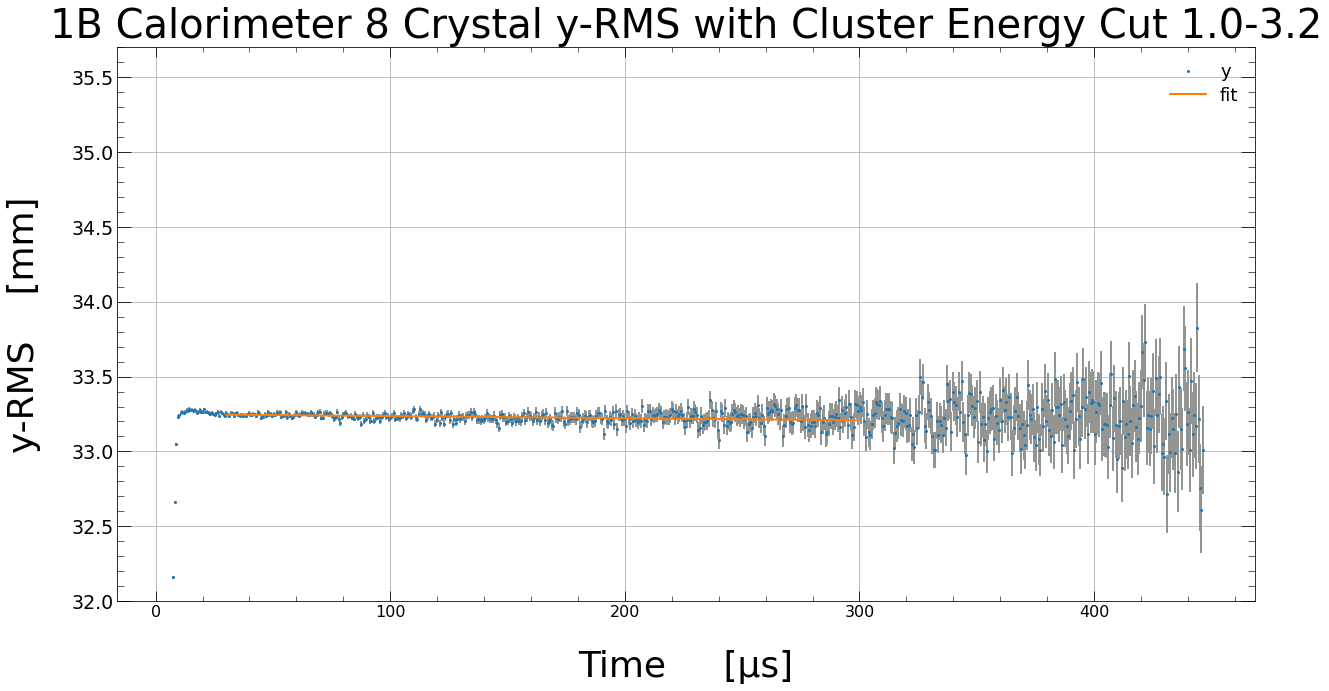 1B Calorimeter 8 Crystal y-RMS with Cluster Energy Cut 1.0-3.2
y
fit
35.5
35.0
34.5
34.0
33.5
33.0
32.5
32.0
y-RMS [mm]
0 100 200 300 400
Time [μs]